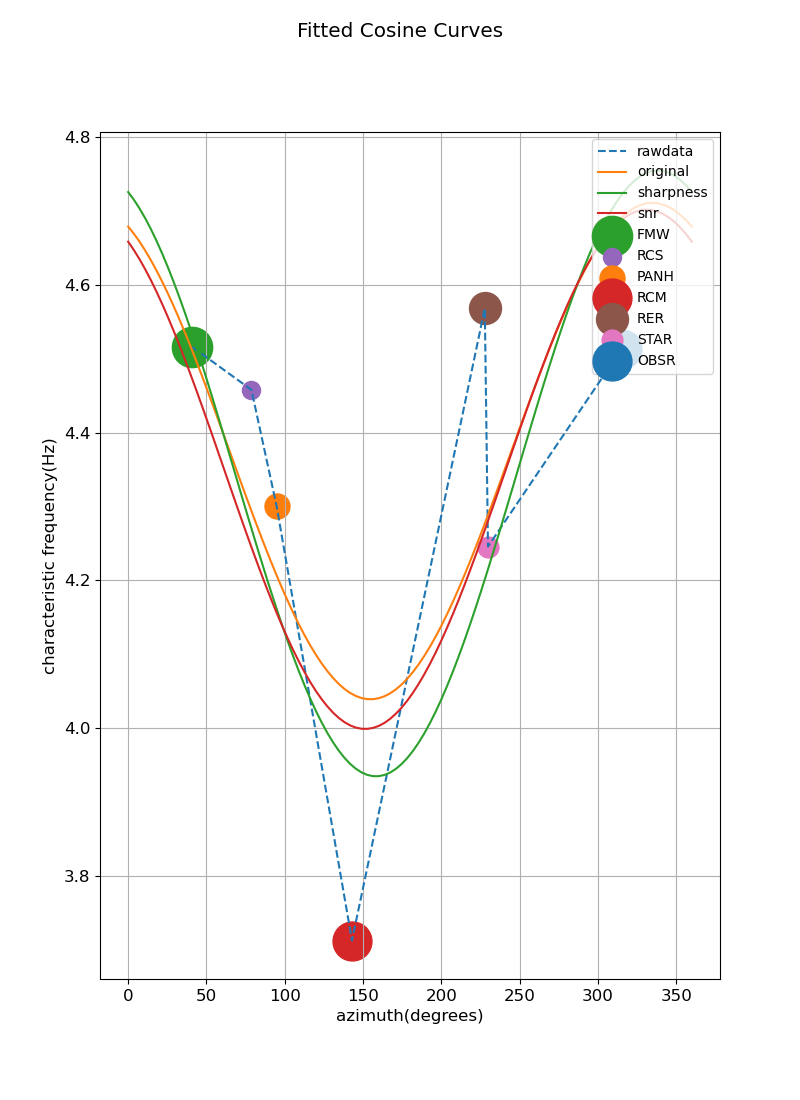 Fitted Cosine Curves
4.8
4.6
4.4
4.2
4.0
3.8
characteristic frequency(Hz)
rawdata
original
sharpness
snr
FMW
RCS
PANH
RCM
RER
STAR
OBSR
0 50 100 150 200 250 300 350
azimuth(degrees)